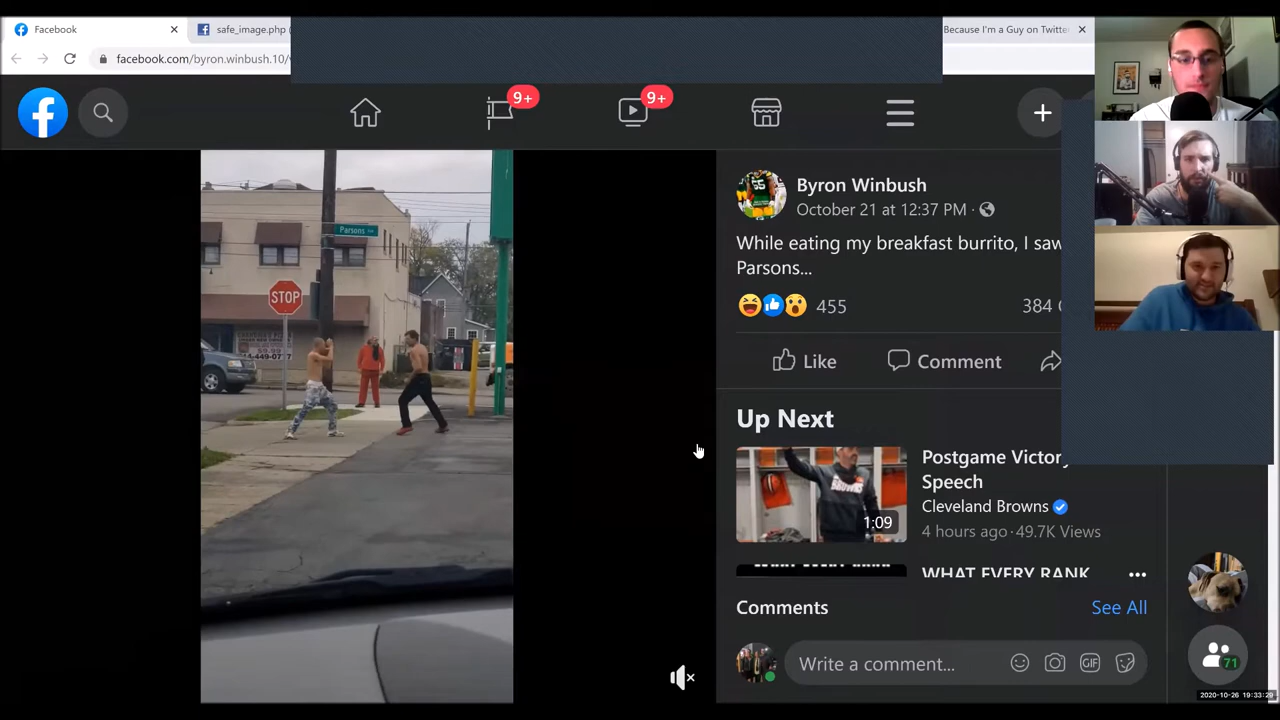 Facebook
safe_image.php (
Because I'm a Guy on Twitte
facebook.com/byron.winbush.10/
9+
9+
Byron Winbush
October 21 at 12:37 PM ·
While eating my breakfast burrito, I saw
Parsons...
455
384
Like
Comment
Up Next
Postgame Victory
Speech
Cleveland Browns
4 hours ago · 49.7K Views
1:09
WHAT EVERY RANK
Comments
See All
Write a comment...
GIF
71
2020-10-26 19:33:29
Parsons
STOP